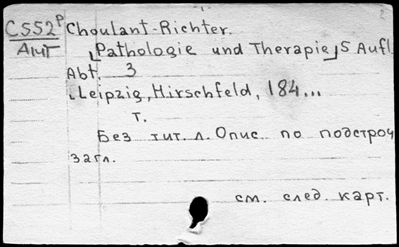 C552ᴾ Choulant-Richter.
Амт [Pathologie und Therapie] 5 Aufl
Abt. 3
Leipzig, Hirschfeld, 184...
т.
Без тит. л. Опис по подстроч
загл.
см. след. карт.